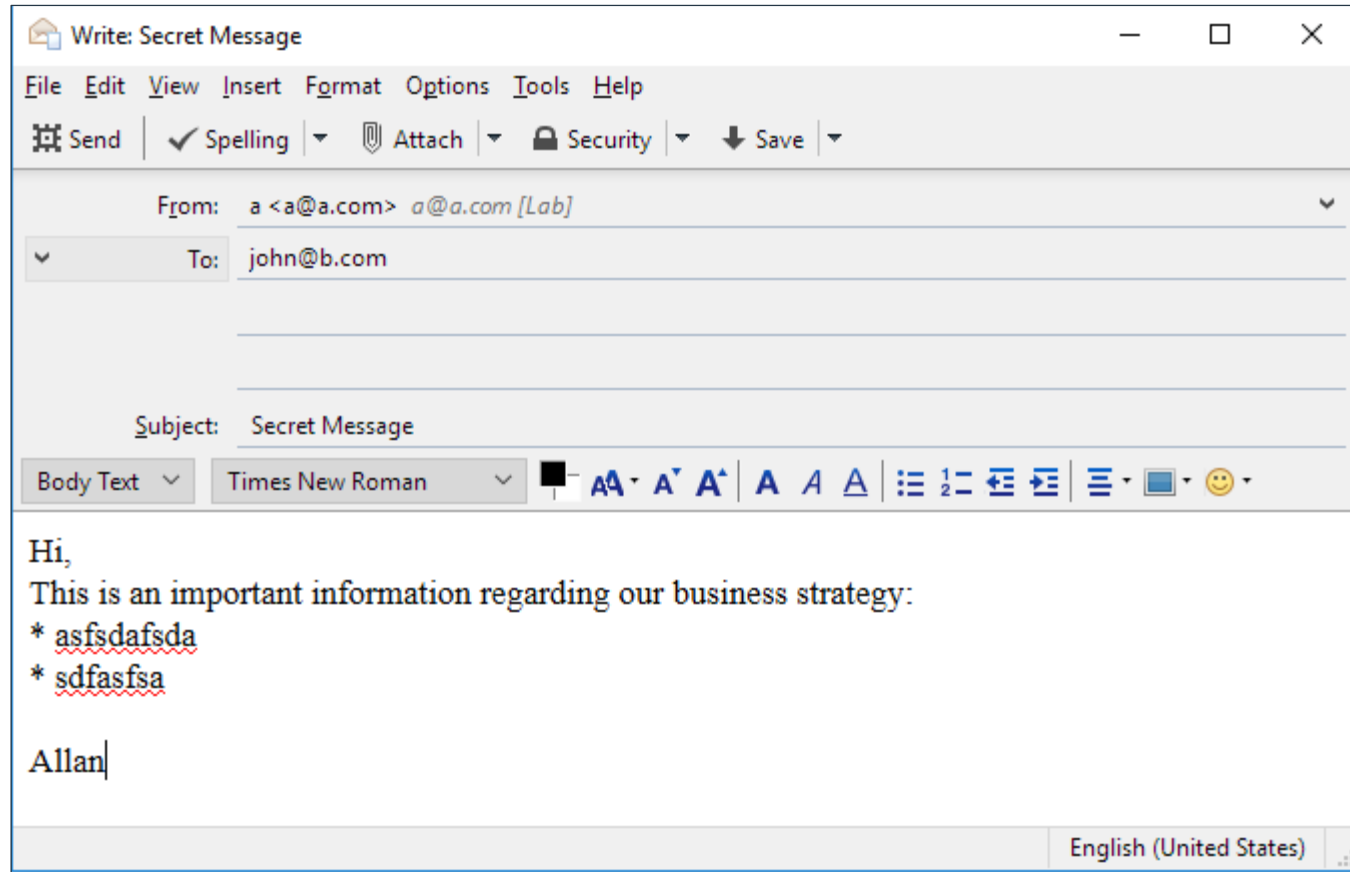 Write: Secret Message
File Edit View Insert Format Options Tools Help
Send Spelling Attach Security Save
From: a <a@a.com> a@a.com [Lab]
To: john@b.com
Subject: Secret Message
Body Text Times New Roman
Hi,
This is an important information regarding our business strategy:
* asfsdafsda
* sdfasfsa
Allan
English (United States)